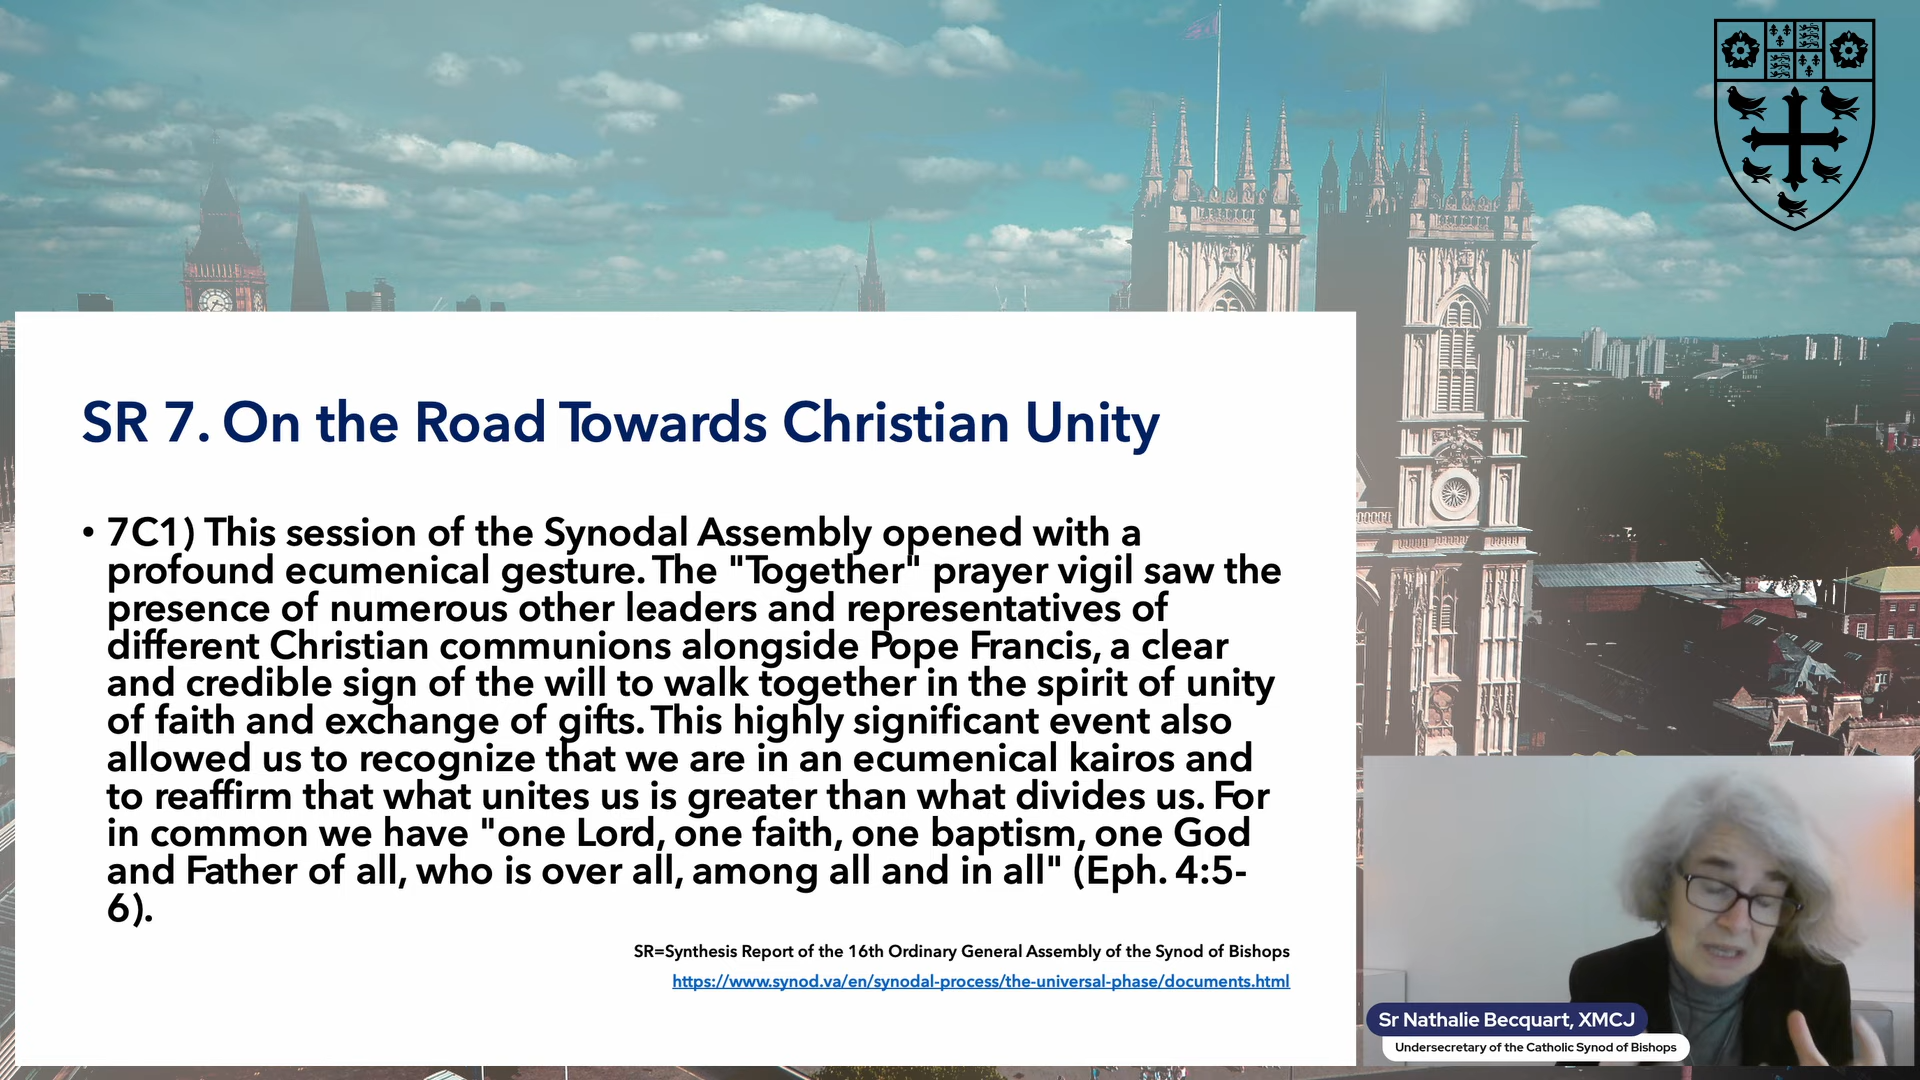 SR 7. On the Road Towards Christian Unity
• 7C1) This session of the Synodal Assembly opened with a
profound ecumenical gesture. The "Together" prayer vigil saw the
presence of numerous other leaders and representatives of
different Christian communions alongside Pope Francis, a clear
and credible sign of the will to walk together in the spirit of unity
of faith and exchange of gifts. This highly significant event also
allowed us to recognize that we are in an ecumenical kairos and
to reaffirm that what unites us is greater than what divides us. For
in common we have "one Lord, one faith, one baptism, one God
and Father of all, who is over all, among all and in all" (Eph. 4:5-
6).
SR=Synthesis Report of the 16th Ordinary General Assembly of the Synod of Bishops
https://www.synod.va/en/synodal-process/the-universal-phase/documents.html
Sr Nathalie Becquart, XMCJ
Undersecretary of the Catholic Synod of Bishops